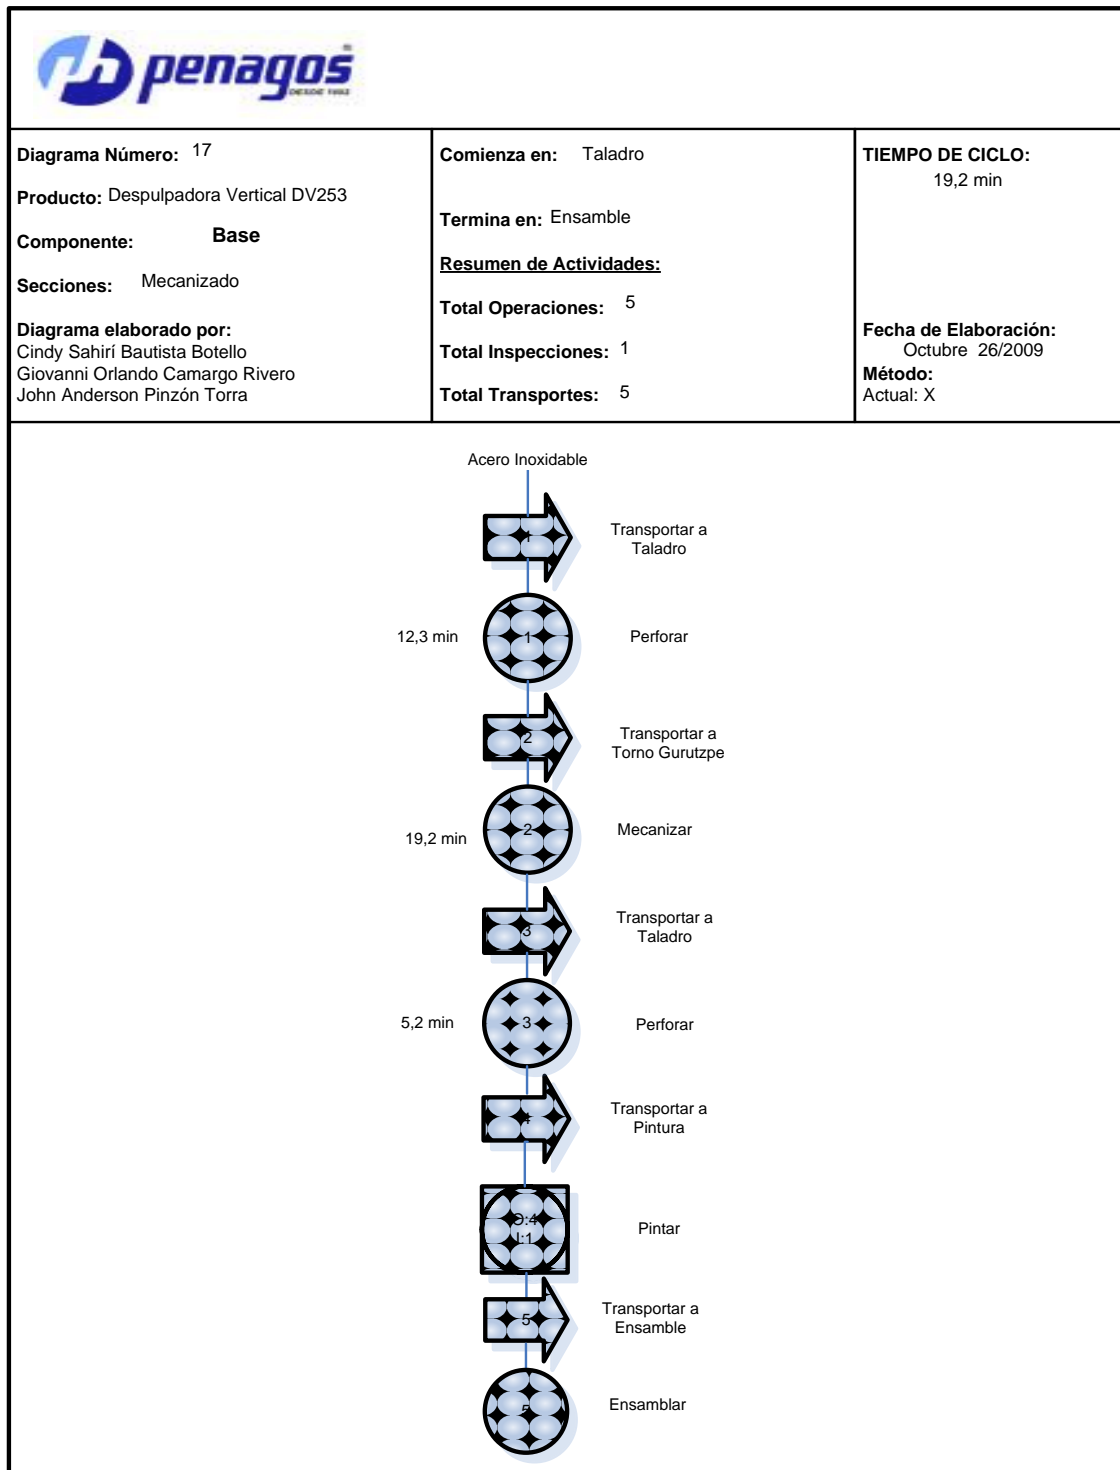 penagos
DESDE 1892
Diagrama Número: 17
Producto: Despulpadora Vertical DV253
Componente: Base
Secciones: Mecanizado
Diagrama elaborado por:
Cindy Sahirí Bautista Botello
Giovanni Orlando Camargo Rivero
John Anderson Pinzón Torra
Comienza en: Taladro
Termina en: Ensamble
Resumen de Actividades:
Total Operaciones: 5
Total Inspecciones: 1
Total Transportes: 5
TIEMPO DE CICLO:
19,2 min
Fecha de Elaboración:
Octubre 26/2009
Método:
Actual: X
Acero Inoxidable
1
Transportar a
Taladro
12,3 min
1
Perforar
2
Transportar a
Torno Gurutzpe
19,2 min
2
Mecanizar
3
Transportar a
Taladro
5,2 min
3
Perforar
4
Transportar a
Pintura
O:4
I:1
Pintar
5
Transportar a
Ensamble
5
Ensamblar